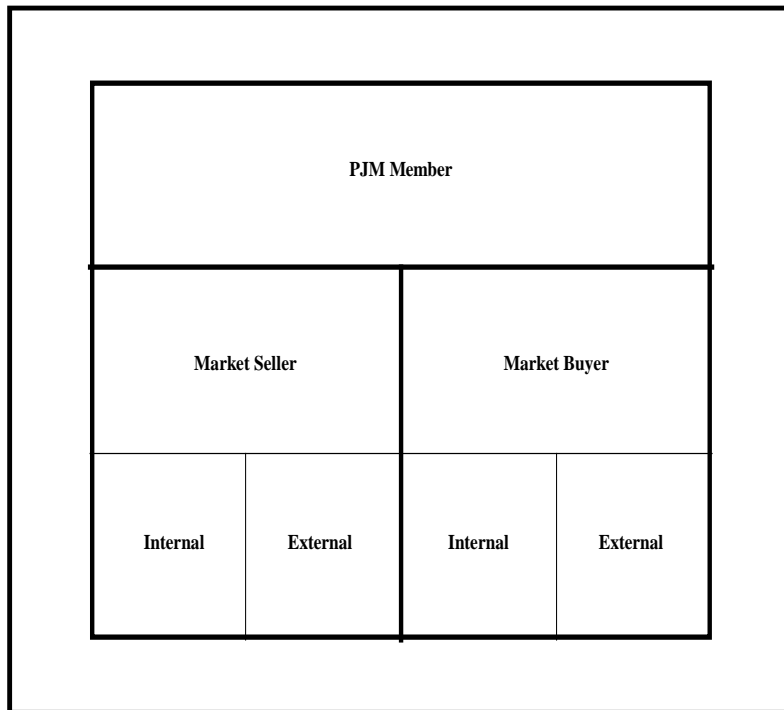 PJM Member
Market Seller
Market Buyer
Internal
External
Internal
External